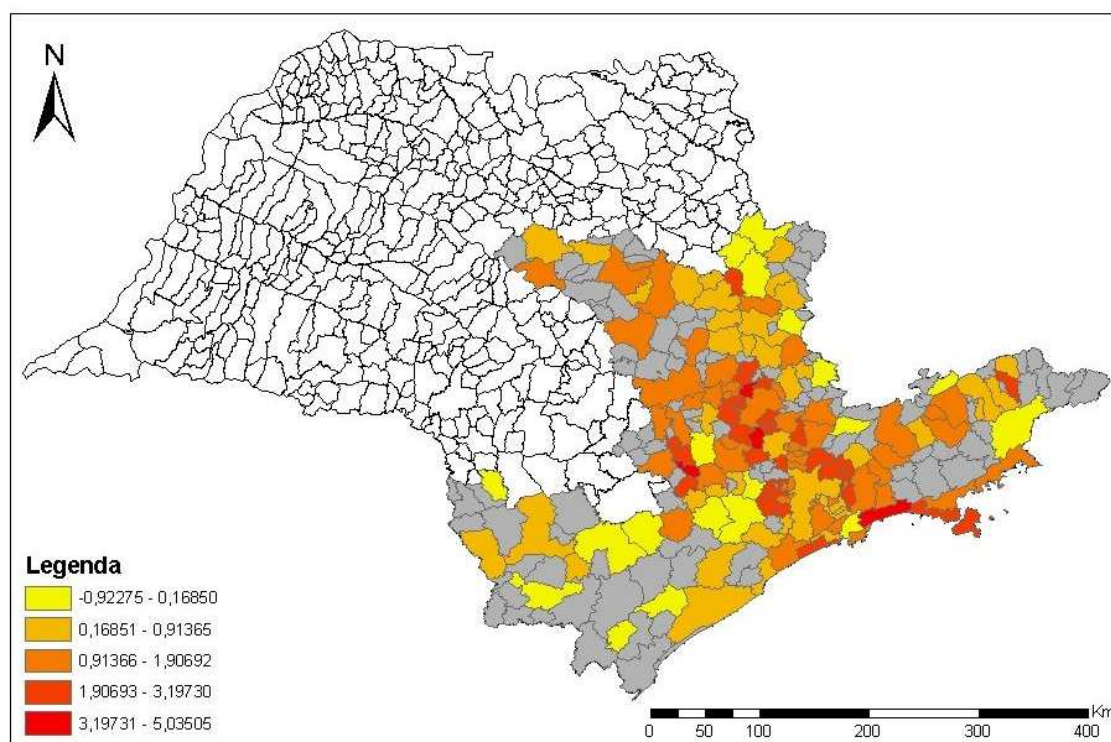 N
Legenda
-0,92275 - 0,16850
0,16851 - 0,91365
0,91366 - 1,90692
1,90693 - 3,19730
3,19731 - 5,03505
Km
0 50 100 200 300 400